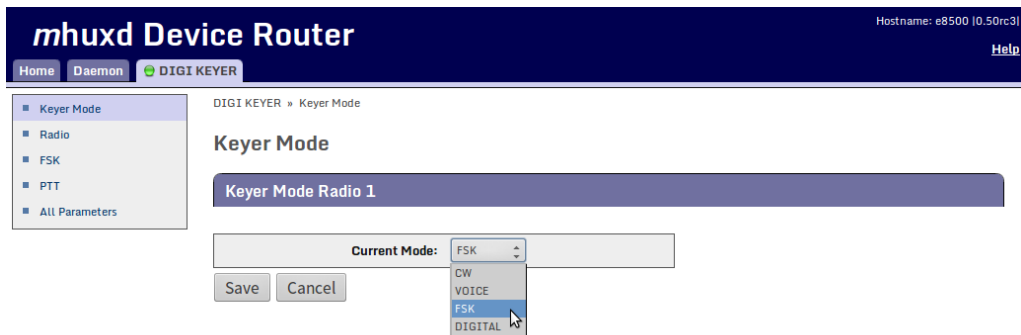 mhuxd Device Router
Hostname: e8500 |0.50rc3|
Help
Home Daemon DIGI KEYER
Keyer Mode
Radio
FSK
PTT
All Parameters
DIGI KEYER » Keyer Mode
Keyer Mode
Keyer Mode Radio 1
Current Mode: FSK
CW
VOICE
FSK
DIGITAL
Save Cancel